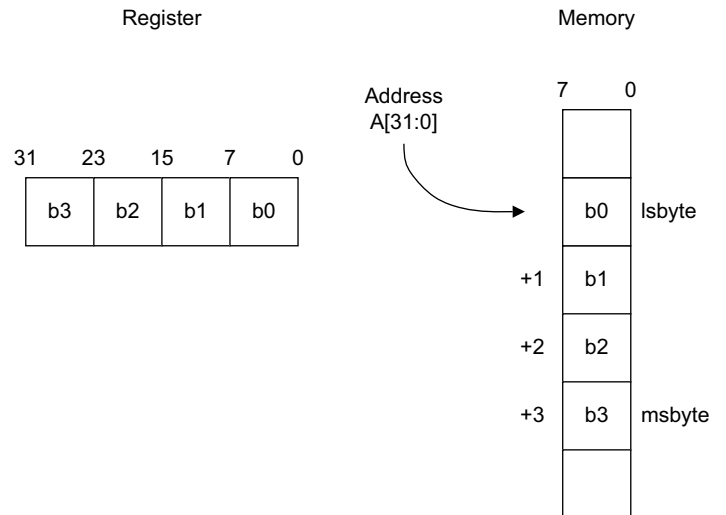 Register
Memory
Address
A[31:0]
7 0
31 23 15 7 0
b3 b2 b1 b0
b0 lsbyte
+1 b1
+2 b2
+3 b3 msbyte